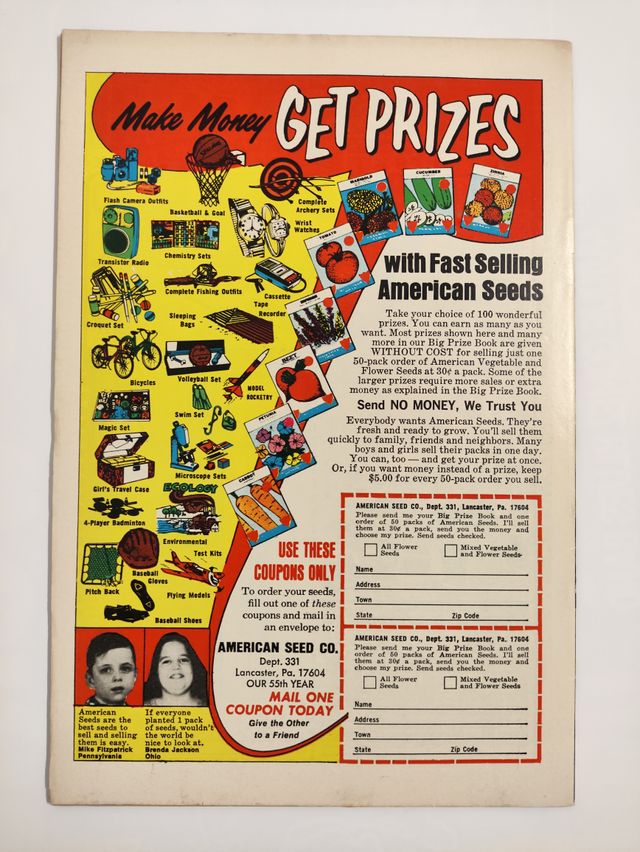 Make Money GET PRIZES
Flash Camera Outfits
Basketball & Goal
Complete
Archery Sets
Wrist
Watches
Transistor Radio
Chemistry Sets
Complete Fishing Outfits
Cassette
Tape
Recorder
Croquet Set
Sleeping
Bags
Bicycles
Volleyball Set
MODEL
ROCKETRY
Magic Set
Swim Set
Girl's Travel Case
Microscope Sets
4-Player Badminton
ECOLOGY
Environmental
Test Kits
Pitch Back
Baseball
Gloves
Flying Models
Baseball Shoes
MARIGOLD
CUCUMBER
ZINNIA
TOMATO
BEET
PETUNIA
CARROT
with Fast Selling
American Seeds
Take your choice of 100 wonderful
prizes. You can earn as many as you
want. Most prizes shown here and many
more in our Big Prize Book are given
WITHOUT COST for selling just one
50-pack order of American Vegetable and
Flower Seeds at 30¢ a pack. Some of the
larger prizes require more sales or extra
money as explained in the Big Prize Book.
Send NO MONEY, We Trust You
Everybody wants American Seeds. They're
fresh and ready to grow. You'll sell them
quickly to family, friends and neighbors. Many
boys and girls sell their packs in one day.
You can, too — and get your prize at once.
Or, if you want money instead of a prize, keep
$5.00 for every 50-pack order you sell.
USE THESE
COUPONS ONLY
To order your seeds,
fill out one of these
coupons and mail in
an envelope to:
AMERICAN SEED CO.
Dept. 331
Lancaster, Pa. 17604
OUR 55th YEAR
MAIL ONE
COUPON TODAY
Give the Other
to a Friend
American
Seeds are the
best seeds to
sell and selling
them is easy.
Mike Fitzpatrick
Pennsylvania
If everyone
planted 1 pack
of seeds, wouldn't
the world be
nice to look at.
Brenda Jackson
Ohio
AMERICAN SEED CO., Dept. 331, Lancaster, Pa. 17604
Please send me your Big Prize Book and one
order of 50 packs of American Seeds. I'll sell
them at 30¢ a pack, send you the money and
choose my prize. Send seeds checked.
All Flower
Seeds
Mixed Vegetable
and Flower Seeds
Name
Address
Town
State Zip Code
AMERICAN SEED CO., Dept. 331, Lancaster, Pa. 17604
Please send me your Big Prize Book and one
order of 50 packs of American Seeds. I'll sell
them at 30¢ a pack, send you the money and
choose my prize. Send seeds checked.
All Flower
Seeds
Mixed Vegetable
and Flower Seeds
Name
Address
Town
State Zip Code